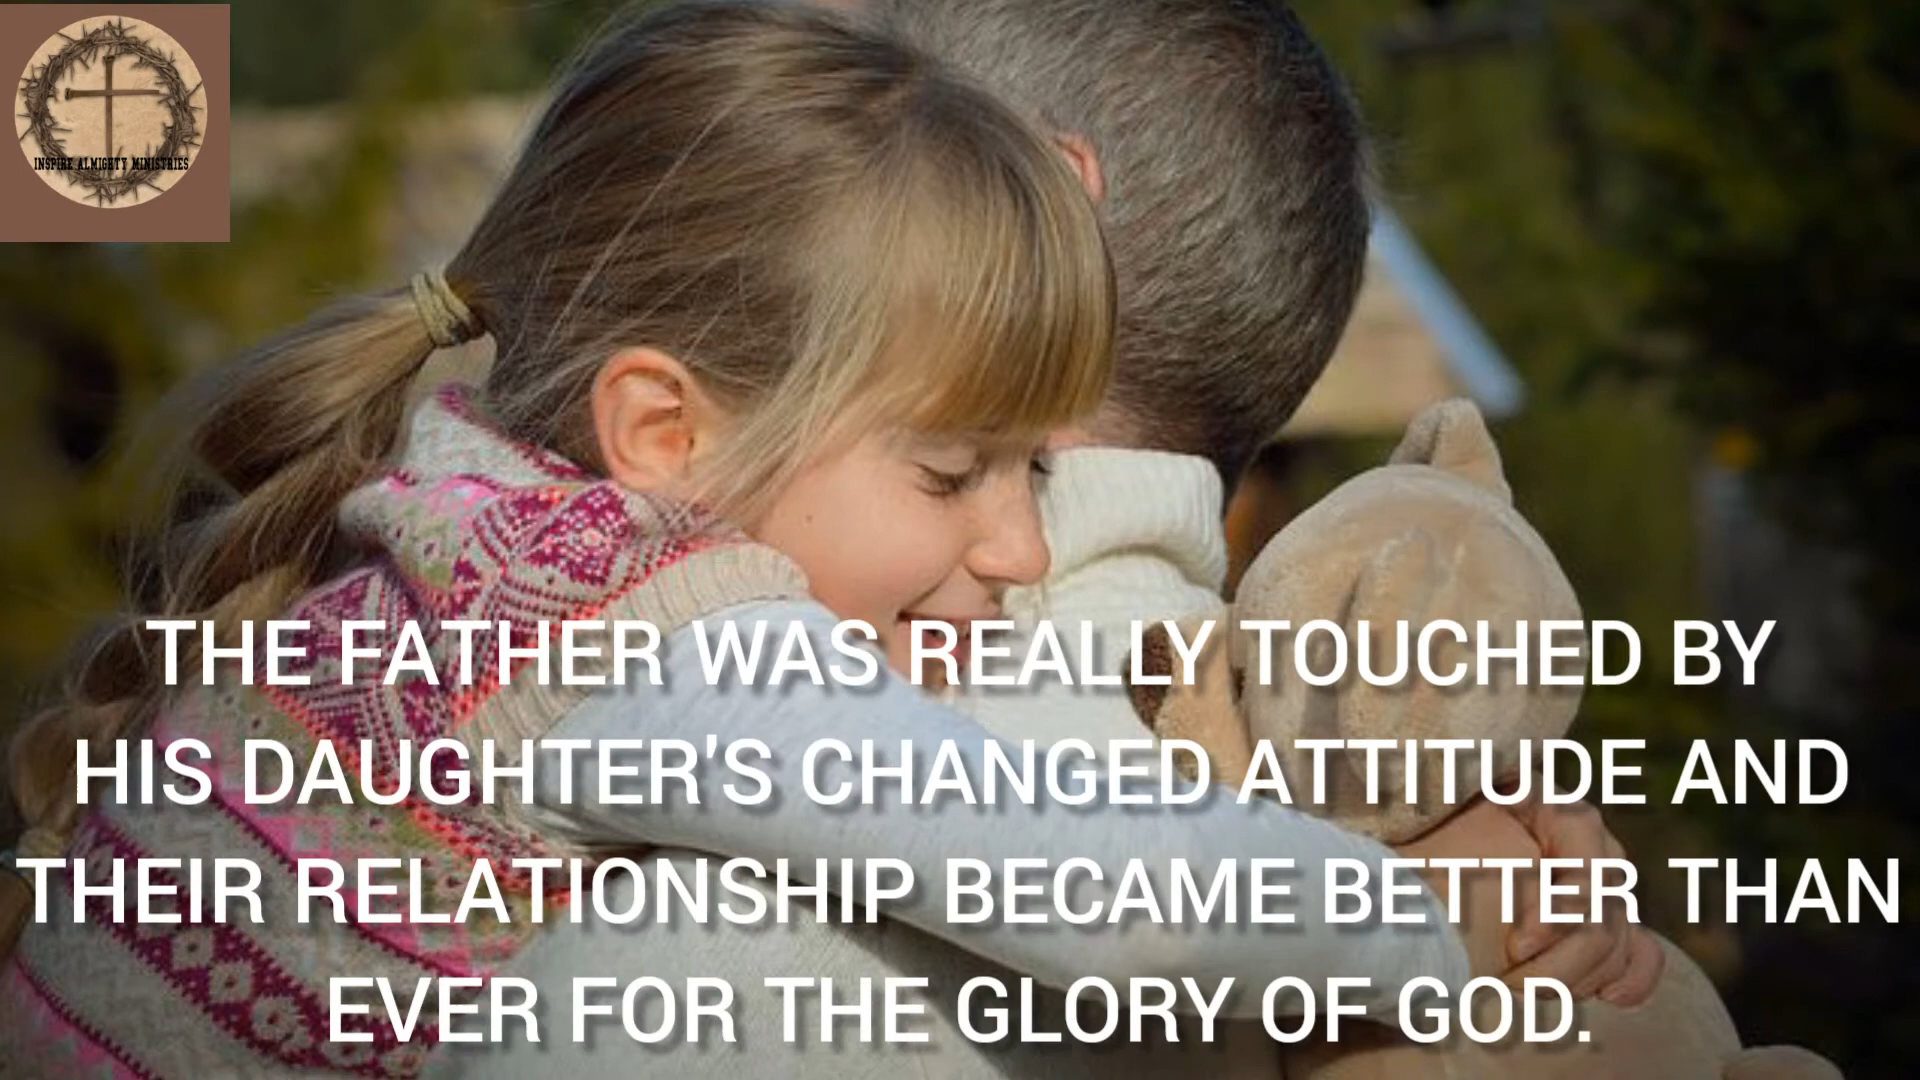 INSPIRE ALMIGHTY MINISTRIES
THE FATHER WAS REALLY TOUCHED BY
HIS DAUGHTER'S CHANGED ATTITUDE AND
THEIR RELATIONSHIP BECAME BETTER THAN
EVER FOR THE GLORY OF GOD.